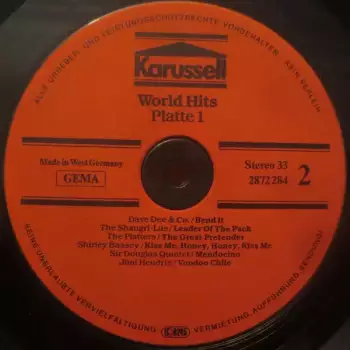 ALLE URHEBER- UND LEISTUNGSSCHUTZRECHTE VORBEHALTEN · KEIN VERLEIH
Karussell
World Hits
Platte 1
Made in West Germany
GEMA
Stereo 33
2872 284
2
Dave Dee & Co. / Bend It
The Shangri-Las / Leader Of The Pack
The Platters / The Great Pretender
Shirley Bassey / Kiss Me, Honey, Honey, Kiss Me
Sir Douglas Quintet / Mendocino
Jimi Hendrix / Voodoo Chile
KEINE UNERLAUBTE VERVIELFÄLTIGUNG
VERMIETUNG, AUFFÜHRUNG, SENDUNG!